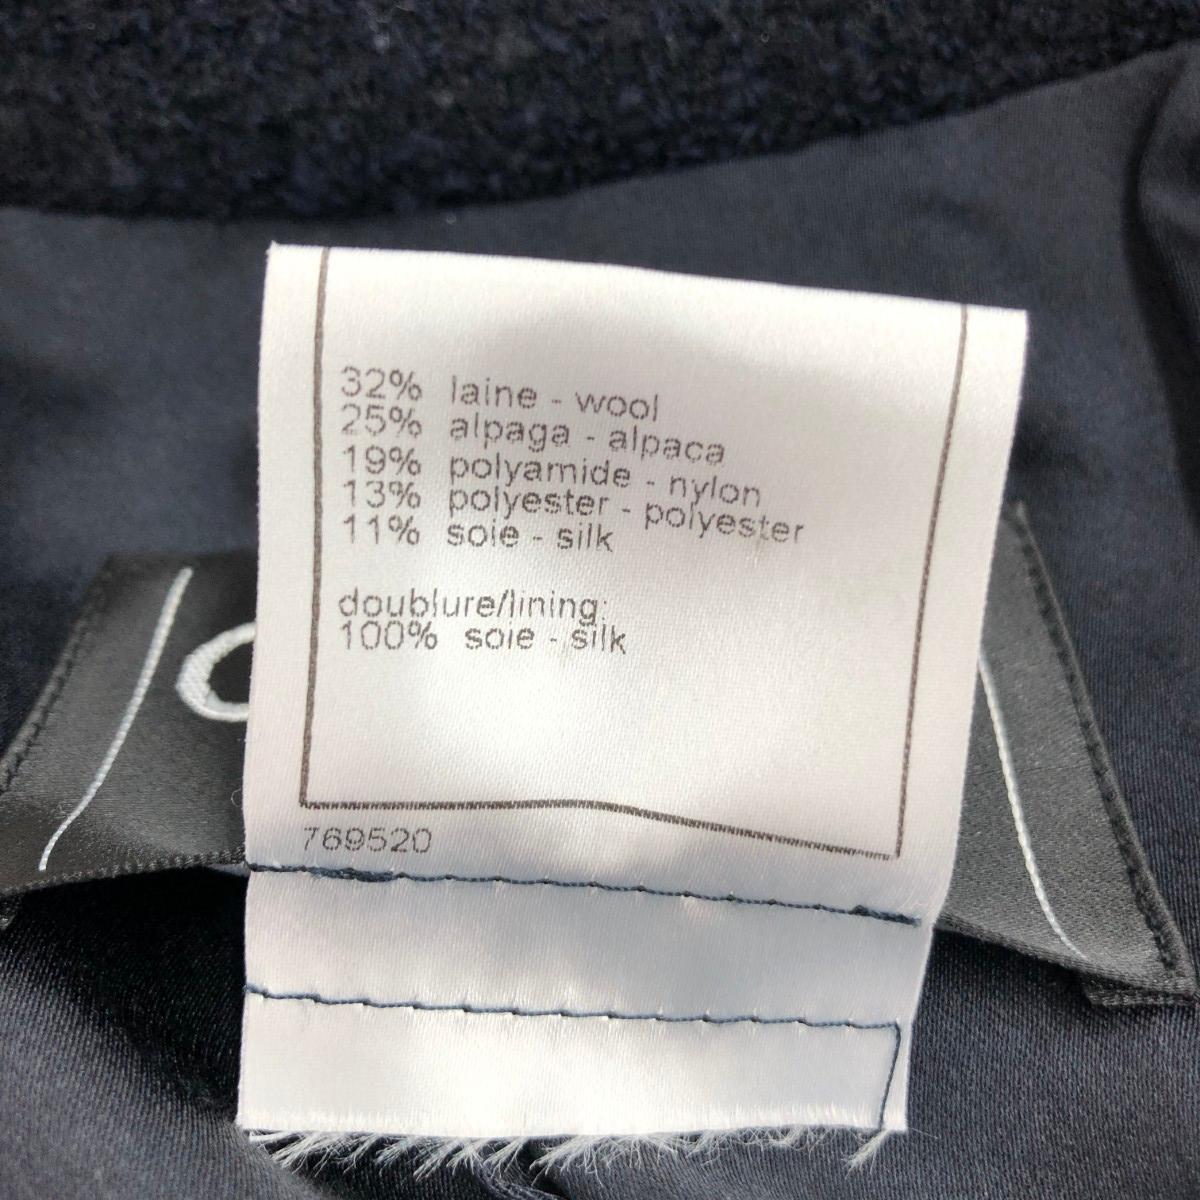 32% laine - wool
25% alpaga - alpaca
19% polyamide - nylon
13% polyester - polyester
11% soie - silk
doublure/lining:
100% soie - silk
769520